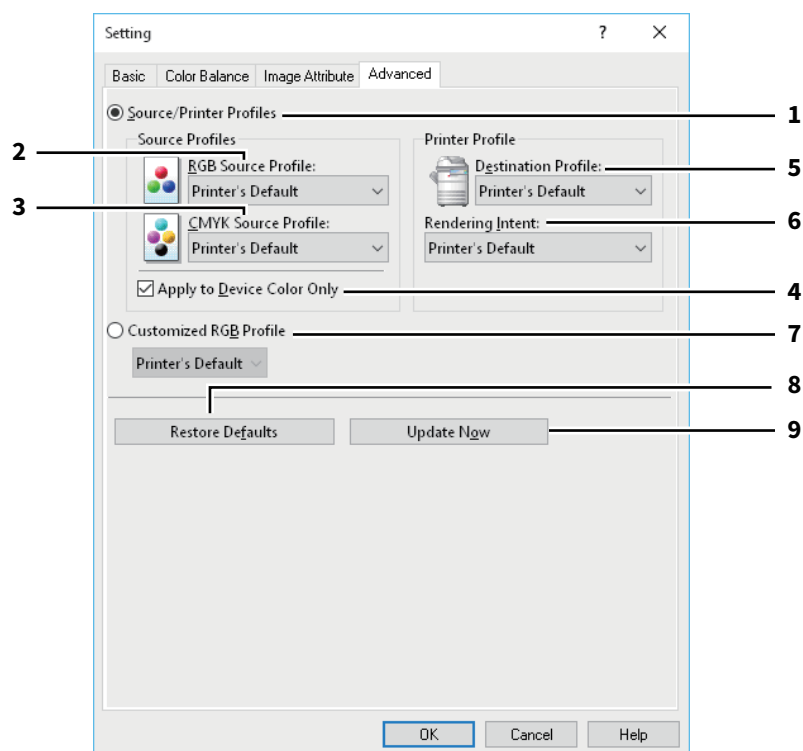 Setting
?
Basic Color Balance Image Attribute Advanced
Source/Printer Profiles 1
Source Profiles Printer Profile
2 RGB Source Profile: Destination Profile: 5
Printer's Default Printer's Default
3 CMYK Source Profile: Rendering Intent: 6
Printer's Default Printer's Default
Apply to Device Color Only 4
Customized RGB Profile 7
Printer's Default
8
Restore Defaults Update Now 9
OK Cancel Help